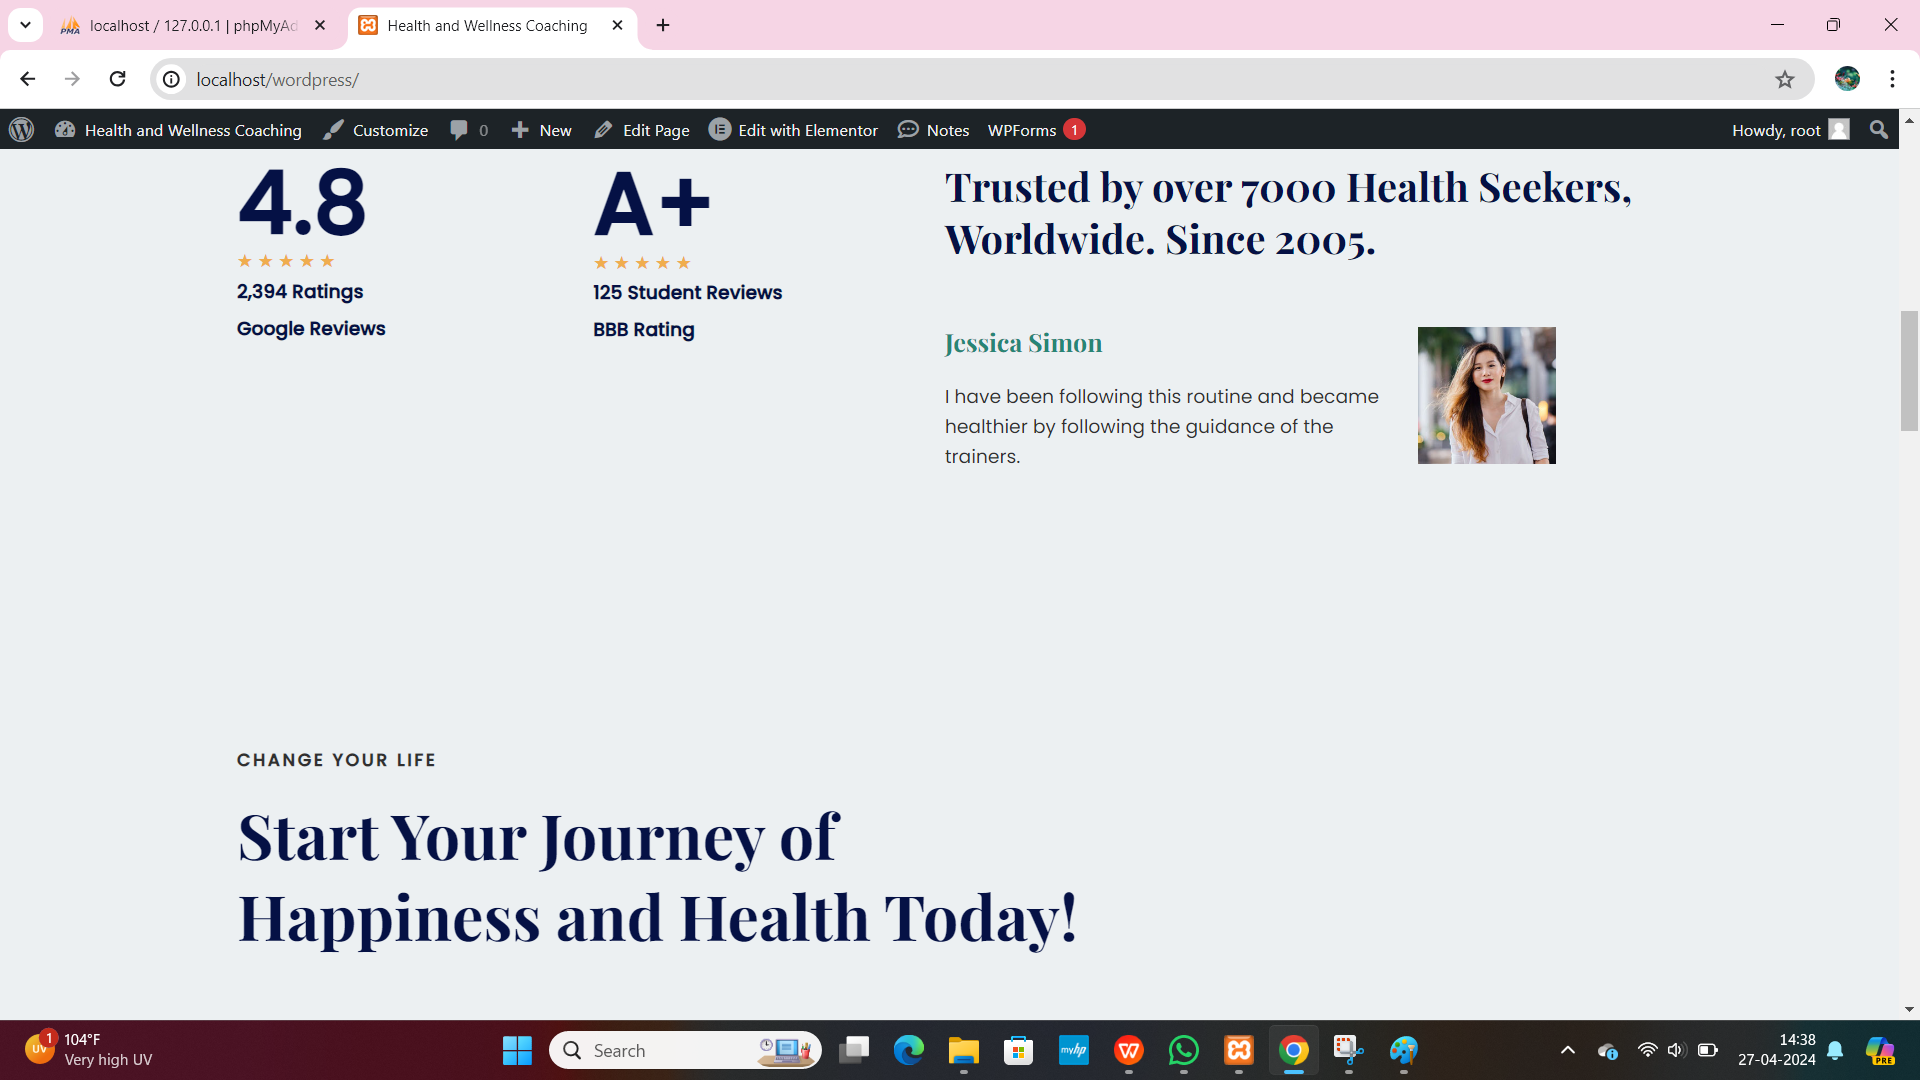 localhost / 127.0.0.1 | phpMyAd
Health and Wellness Coaching
localhost/wordpress/
Health and Wellness Coaching
Customize
0
New
Edit Page
Edit with Elementor
Notes
WPForms 1
Howdy, root
4.8
2,394 Ratings
Google Reviews
A+
125 Student Reviews
BBB Rating
Trusted by over 7000 Health Seekers,
Worldwide. Since 2005.
Jessica Simon
I have been following this routine and became
healthier by following the guidance of the
trainers.
CHANGE YOUR LIFE
Start Your Journey of
Happiness and Health Today!
UV
1
104°F
Very high UV
Search
myhp
14:38
27-04-2024
PRE